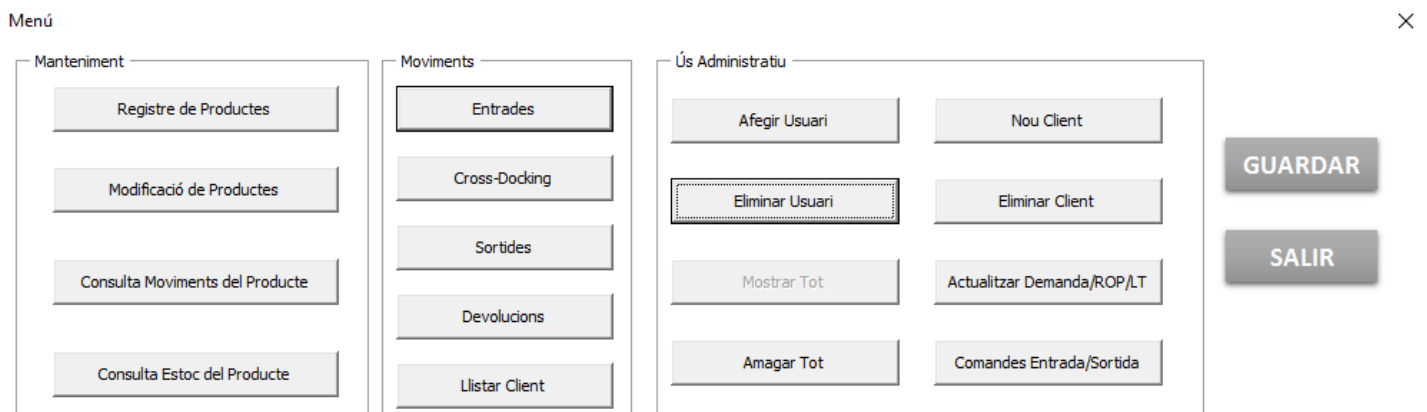 Menú
Manteniment
Registre de Productes
Modificació de Productes
Consulta Moviments del Producte
Consulta Estoc del Producte
Moviments
Entrades
Cross-Docking
Sortides
Devolucions
Llistar Client
Ús Administratiu
Afegir Usuari
Nou Client
Eliminar Usuari
Eliminar Client
Mostrar Tot
Actualitzar Demanda/ROP/LT
Amagar Tot
Comandes Entrada/Sortida
GUARDAR
SALIR